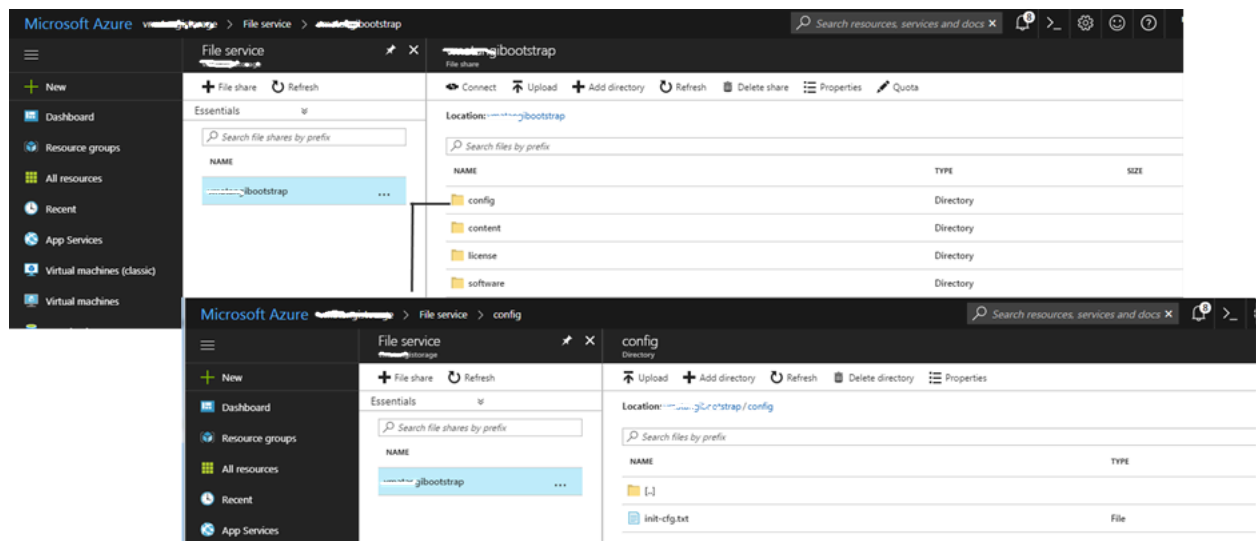 Microsoft Azure > File service > bootstrap
Search resources, services and docs
8
File service
ibootstrap
File share
New
File share Refresh
Connect Upload Add directory Refresh Delete share Properties Quota
Dashboard
Essentials
Location: gibootstrap
Resource groups
Search file shares by prefix
Search files by prefix
NAME
NAME TYPE SIZE
All resources
ibootstrap ...
config Directory
Recent
content Directory
App Services
license Directory
Virtual machines (classic)
software Directory
Virtual machines
Microsoft Azure > File service > config
Search resources, services and docs
8
File service
storage
config
Directory
New
File share Refresh
Upload Add directory Refresh Delete directory Properties
Dashboard
Essentials
Location: /config
Resource groups
Search file shares by prefix
Search files by prefix
NAME
NAME TYPE
All resources
gibootstrap ...
[..]
Recent
init-cfg.txt File
App Services